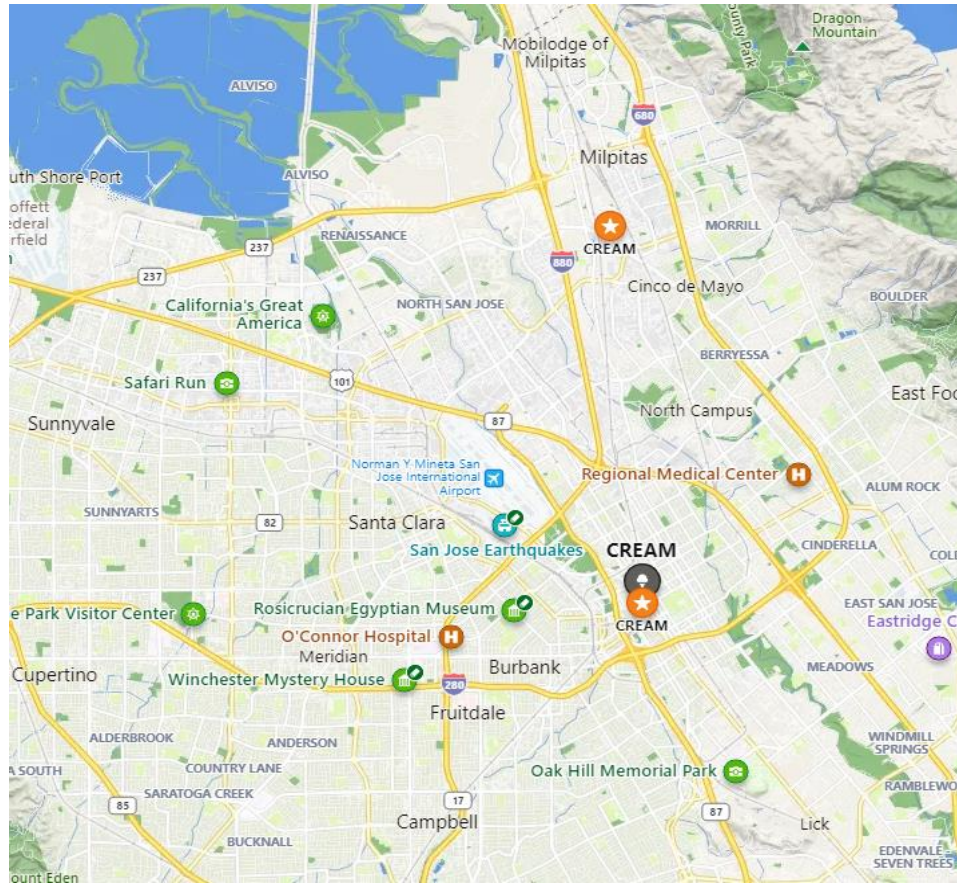 Dragon
Mountain
ounty Park
Mobilodge of
Milpitas
ALVISO
680
Milpitas
uth Shore Port
ALVISO
offett
ederal
rfield
RENAISSANCE
MORRILL
237
CREAM
880
237
Cinco de Mayo
BOULDER
California's Great
America
NORTH SAN JOSE
BERRYESSA
Safari Run
101
East Foo
North Campus
Sunnyvale
87
Norman Y Mineta San
Jose International
Airport
Regional Medical Center
H
ALUM ROCK
SUNNYARTS
82
Santa Clara
San Jose Earthquakes
CREAM
CINDERELLA
COL
e Park Visitor Center
Rosicrucian Egyptian Museum
CREAM
EAST SAN JOSE
Eastridge C
O'Connor Hospital
H
Meridian
Burbank
MEADOWS
Cupertino
Winchester Mystery House
280
Fruitdale
ALDERBROOK
ANDERSON
WINDMILL
SPRINGS
A SOUTH
COUNTRY LANE
Oak Hill Memorial Park
RAMBLEWO
SARATOGA CREEK
85
17
87
Campbell
Lick
BUCKNALL
EDENVALE -
SEVEN TREES
ount Eden